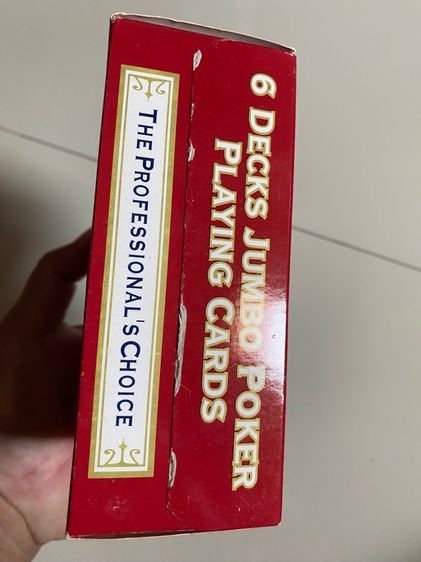 6 DECKS JUMBO POKER
PLAYING CARDS
THE PROFESSIONAL'S CHOICE